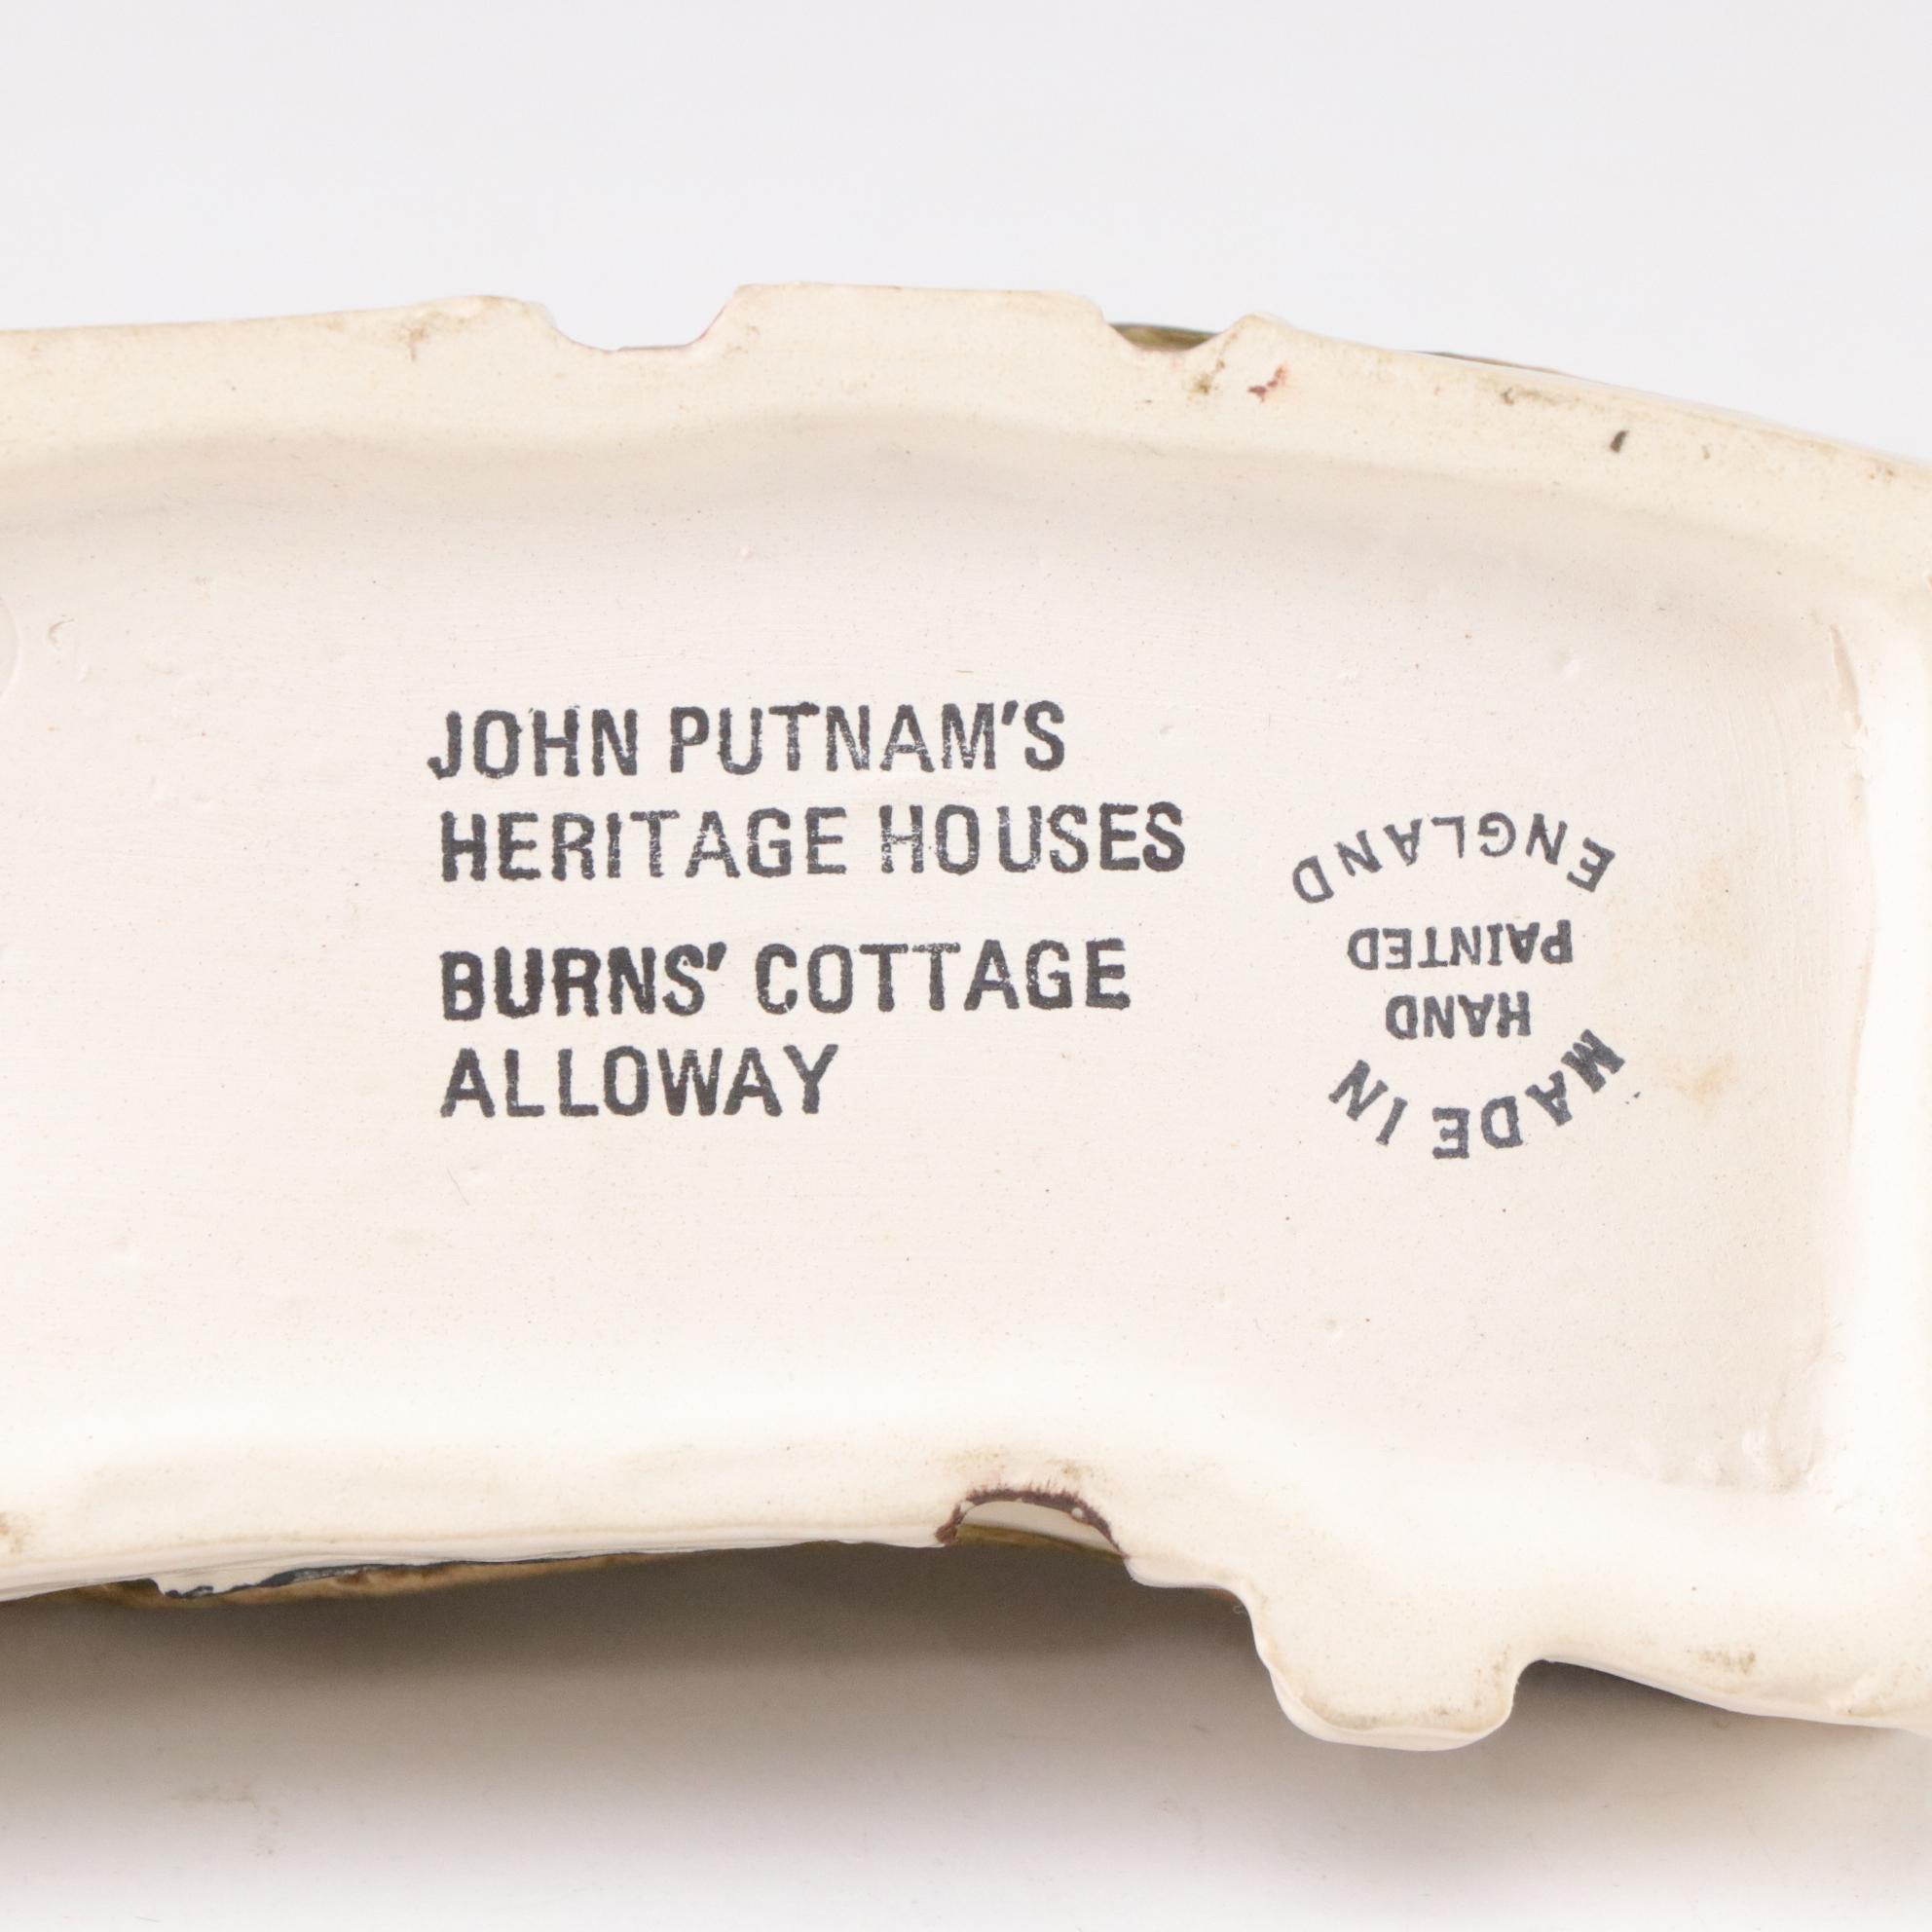 JOHN PUTNAM'S
HERITAGE HOUSES
BURNS' COTTAGE
ALLOWAY
MADE IN
HAND
PAINTED
ENGLAND